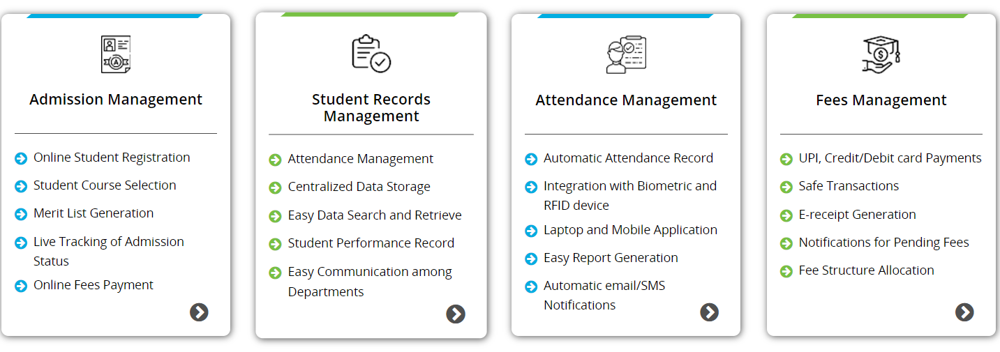 Admission Management
Online Student Registration
Student Course Selection
Merit List Generation
Live Tracking of Admission
Status
Online Fees Payment
Student Records
Management
Attendance Management
Centralized Data Storage
Easy Data Search and Retrieve
Student Performance Record
Easy Communication among
Departments
Attendance Management
Automatic Attendance Record
Integration with Biometric and
RFID device
Laptop and Mobile Application
Easy Report Generation
Automatic email/SMS
Notifications
Fees Management
UPI, Credit/Debit card Payments
Safe Transactions
E-receipt Generation
Notifications for Pending Fees
Fee Structure Allocation